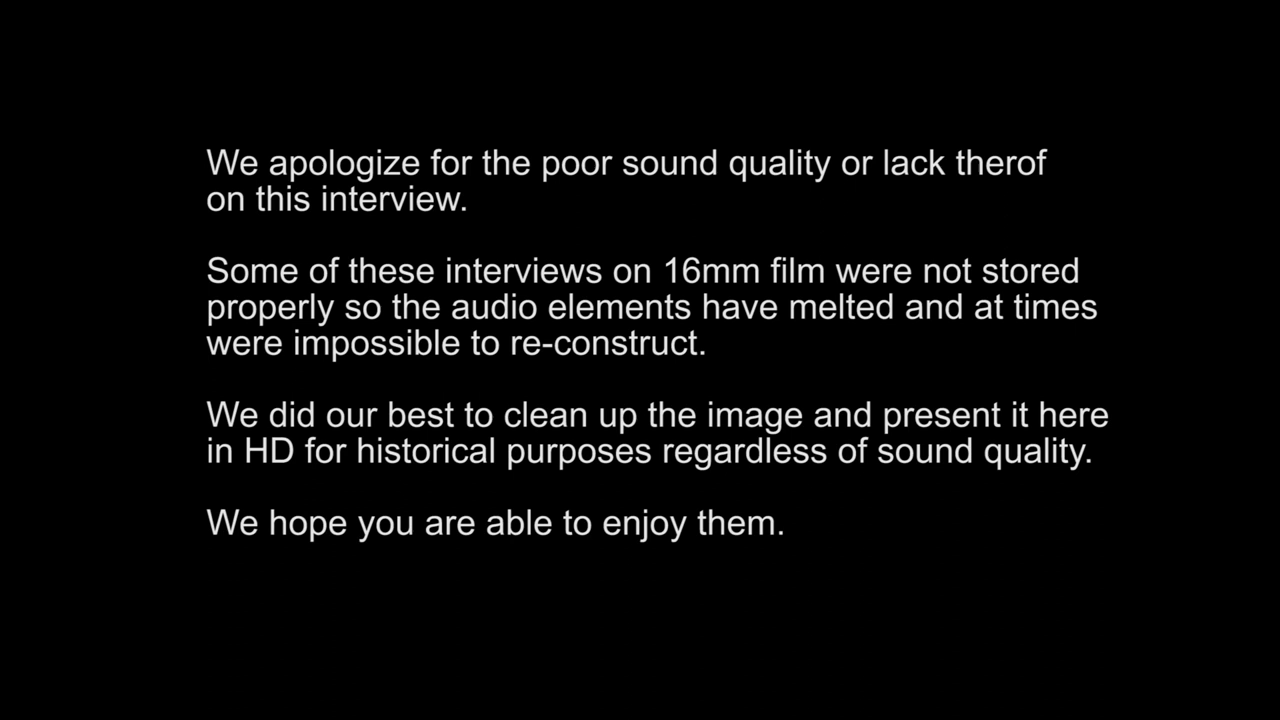 We apologize for the poor sound quality or lack therof
on this interview.
Some of these interviews on 16mm film were not stored
properly so the audio elements have melted and at times
were impossible to re-construct.
We did our best to clean up the image and present it here
in HD for historical purposes regardless of sound quality.
We hope you are able to enjoy them.